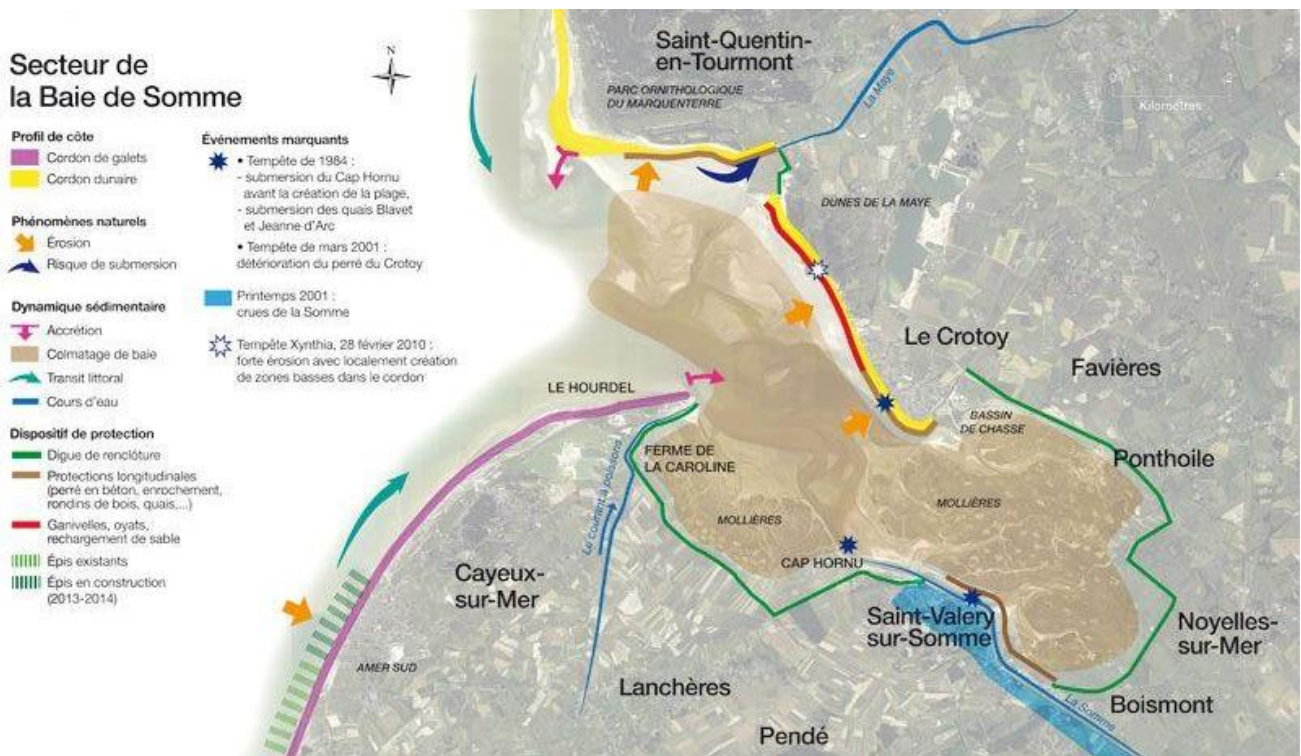 Secteur de
la Baie de Somme
N
Profil de côte
Cordon de galets
Cordon dunaire
Phénomènes naturels
Érosion
Risque de submersion
Dynamique sédimentaire
Accrétion
Colmatage de baie
Transit littoral
Cours d'eau
Dispositif de protection
Digue de renclôture
Protections longitudinales
(perré en béton, enrochement,
rondins de bois, quais,...)
Ganivelles, oyats,
rechargement de sable
Épis existants
Épis en construction
(2013-2014)
Événements marquants
• Tempête de 1984 :
- submersion du Cap Hornu
avant la création de la plage,
- submersion des quais Blavet
et Jeanne d'Arc
• Tempête de mars 2001 :
détérioration du perré du Crotoy
Printemps 2001 :
crues de la Somme
Tempête Xynthia, 28 février 2010 :
forte érosion avec localement création
de zones basses dans le cordon
Saint-Quentin-
en-Tourmont
PARC ORNITHOLOGIQUE
DU MARQUENTERRE
La Maye
0 1 2
Kilomètres
DUNES DE LA MAYE
Le Crotoy
Favières
LE HOURDEL
BASSIN
DE CHASSE
FERME DE
LA CAROLINE
Ponthoile
Le courant à poissons
MOLLIÈRES
MOLLIÈRES
CAP HORNU
Cayeux-
sur-Mer
Saint-Valery
sur-Somme
Noyelles-
sur-Mer
AMER SUD
Lanchères
La Somme
Boismont
Pendé